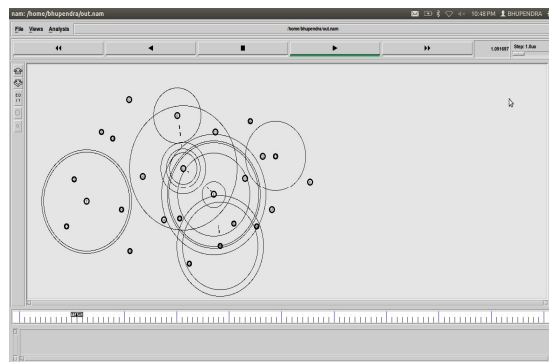 nam: /home/bhupendra/out.nam
10:48 PM BHUPENDRA
File Views Analysis
/home/bhupendra/out.nam
1.091697
Step: 1.0us